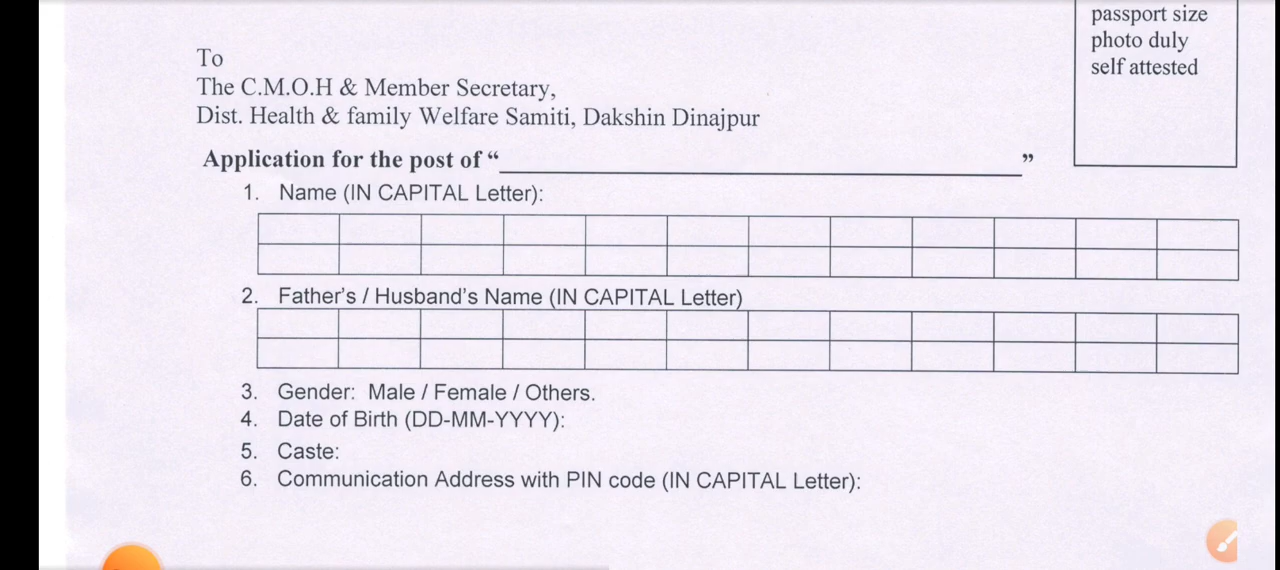 passport size
photo duly
self attested
To
The C.M.O.H & Member Secretary,
Dist. Health & family Welfare Samiti, Dakshin Dinajpur
Application for the post of “____________________”
1. Name (IN CAPITAL Letter):
2. Father’s / Husband’s Name (IN CAPITAL Letter)
3. Gender: Male / Female / Others.
4. Date of Birth (DD-MM-YYYY):
5. Caste:
6. Communication Address with PIN code (IN CAPITAL Letter):